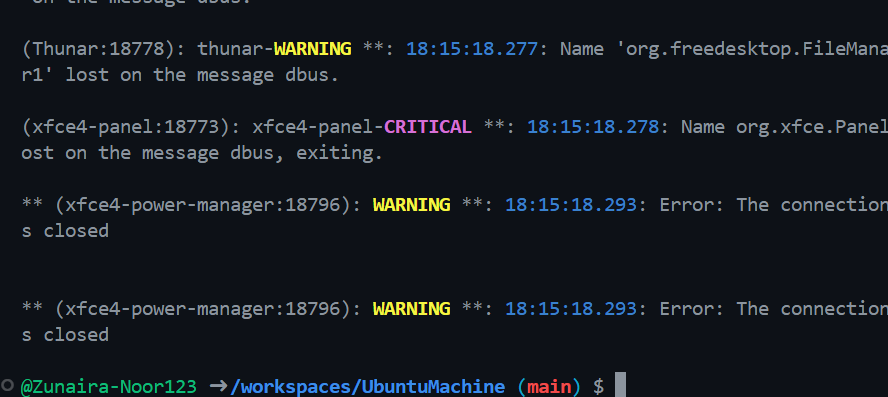 on the message dbus.
(Thunar:18778): thunar-WARNING **: 18:15:18.277: Name 'org.freedesktop.FileMana
r1' lost on the message dbus.
(xfce4-panel:18773): xfce4-panel-CRITICAL **: 18:15:18.278: Name org.xfce.Panel
ost on the message dbus, exiting.
** (xfce4-power-manager:18796): WARNING **: 18:15:18.293: Error: The connection
s closed
** (xfce4-power-manager:18796): WARNING **: 18:15:18.293: Error: The connection
s closed
@Zunaira-Noor123 ➜/workspaces/UbuntuMachine (main) $